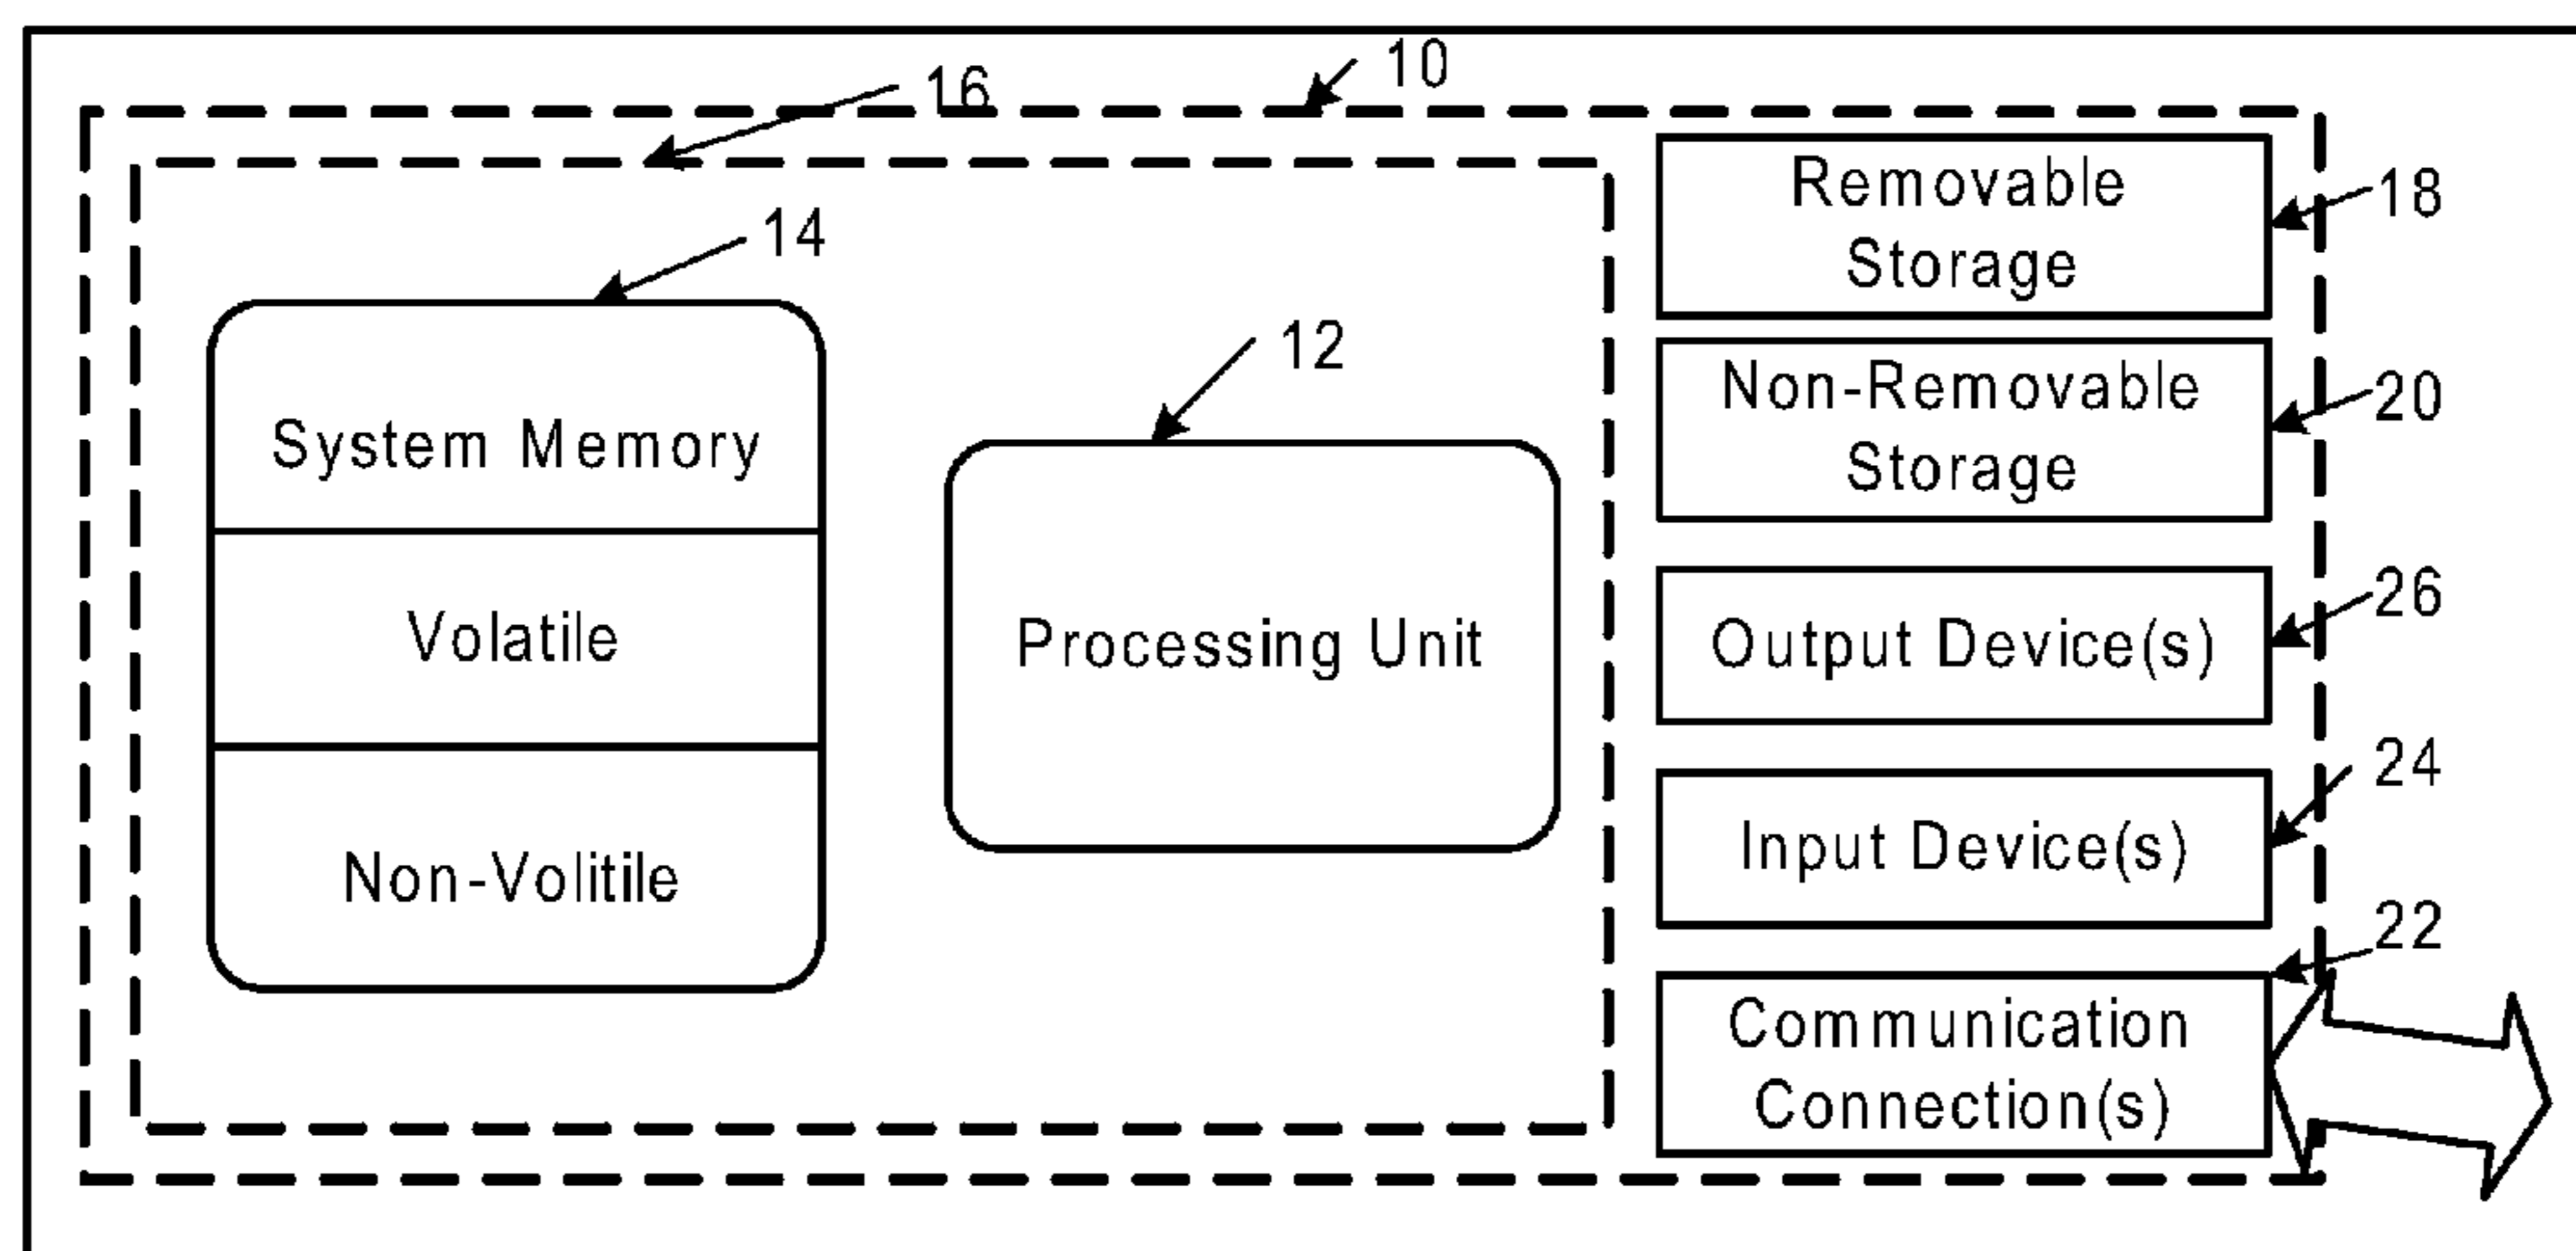 10
16
14
12
System Memory
Volatile
Non-Volitile
Processing Unit
Removable
Storage
18
Non-Removable
Storage
20
Output Device(s)
26
Input Device(s)
24
Communication
Connection(s)
22